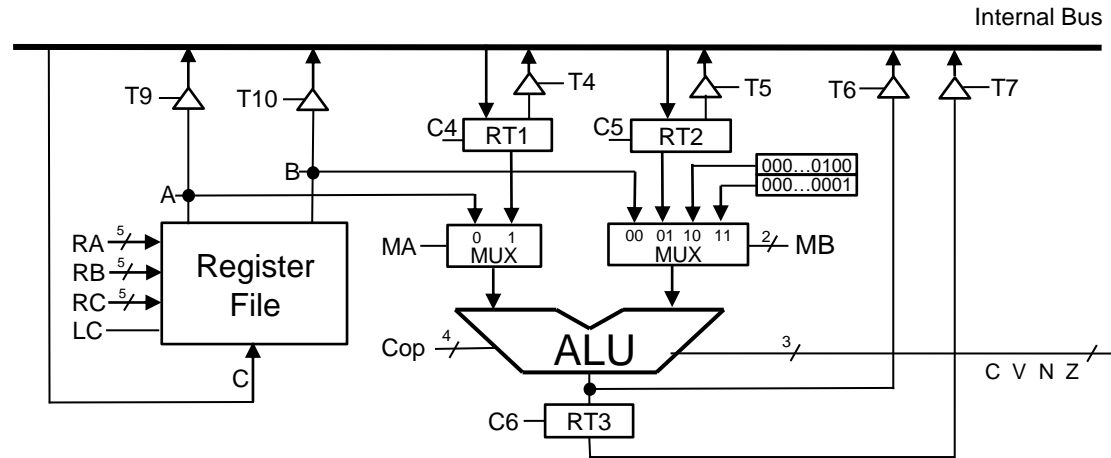 Internal Bus
T9
T10
T4
T5
T6
T7
C4
RT1
C5
RT2
000...0100
000...0001
B
A
RA 5
RB 5
RC 5
LC
Register
File
C
MA
0 1
MUX
00 01 10 11
MUX
2 MB
Cop 4
ALU
3
C V N Z
C6
RT3